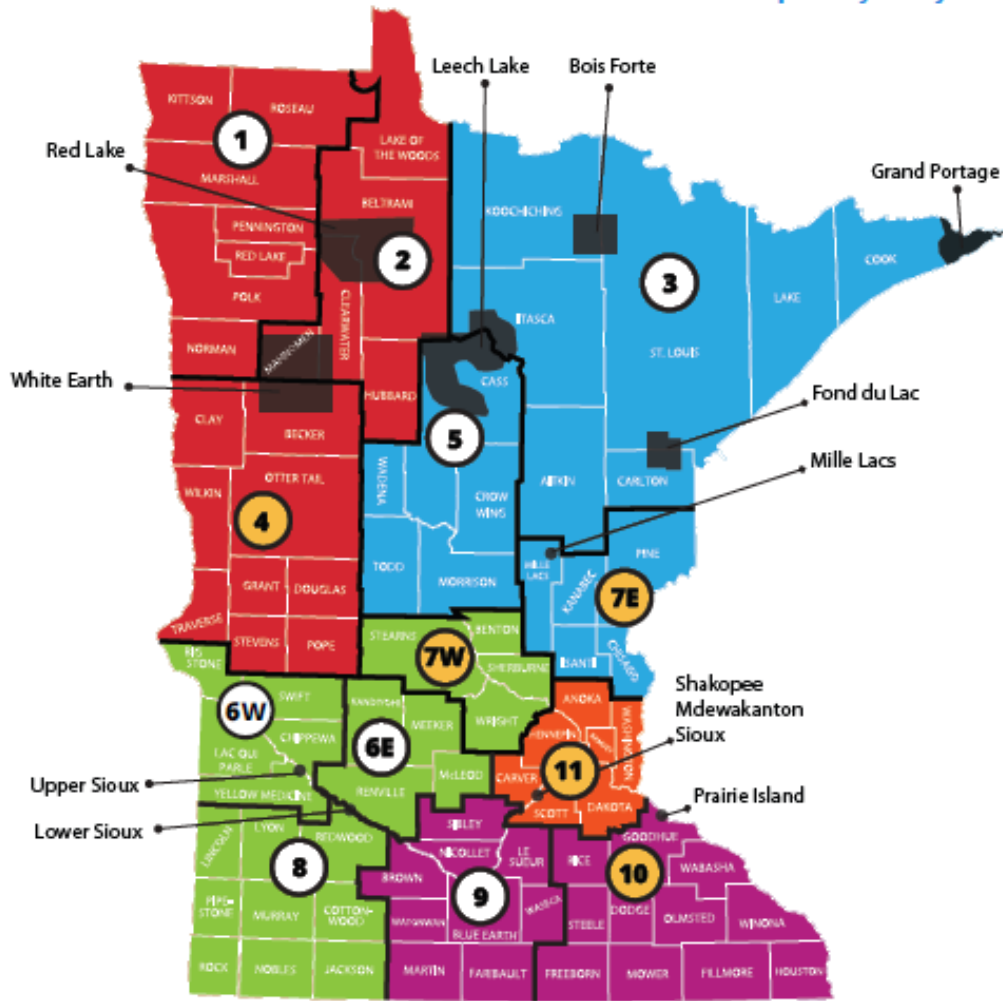 Leech Lake
Bois Forte
KITTSON
ROSEAU
1
LAKE OF
THE WOODS
Red Lake
Grand Portage
MARSHALL
BELTRAMI
KOOCHICHING
PENNINGTON
RED LAKE
2
COOK
3
LAKE
POLK
CLEARWATER
ITASCA
NORMAN
MAHNOMEN
ST. LOUIS
White Earth
HUBBARD
CASS
Fond du Lac
CLAY
BECKER
5
Mille Lacs
WADENA
AITKIN
CARLTON
WILKIN
OTTER TAIL
CROW
WING
4
PINE
TODD
MORRISON
MILLE
LACS
KANABEC
7E
GRANT
DOUGLAS
TRAVERSE
STEVENS
POPE
STEARNS
BENTON
7W
SHERBURNE
ISANTI
CHISAGO
BIG
STONE
SWIFT
6W
KANDIYOHI
MEEKER
WRIGHT
ANOKA
WASHINGTON
Shakopee
Mdewakanton
Sioux
CHIPPEWA
6E
HENNEPIN
RAMSEY
LAC QUI
PARLE
McLEOD
CARVER
11
Upper Sioux
YELLOW MEDICINE
RENVILLE
SCOTT
DAKOTA
Prairie Island
Lower Sioux
SIBLEY
GOODHUE
LINCOLN
LYON
REDWOOD
NICOLLET
LE
SUEUR
RICE
WABASHA
8
BROWN
10
PIPE-
STONE
MURRAY
COTTON-
WOOD
9
WATONWAN
BLUE EARTH
WASECA
STEELE
DODGE
OLMSTED
WINONA
ROCK
NOBLES
JACKSON
MARTIN
FARIBAULT
FREEBORN
MOWER
FILLMORE
HOUSTON